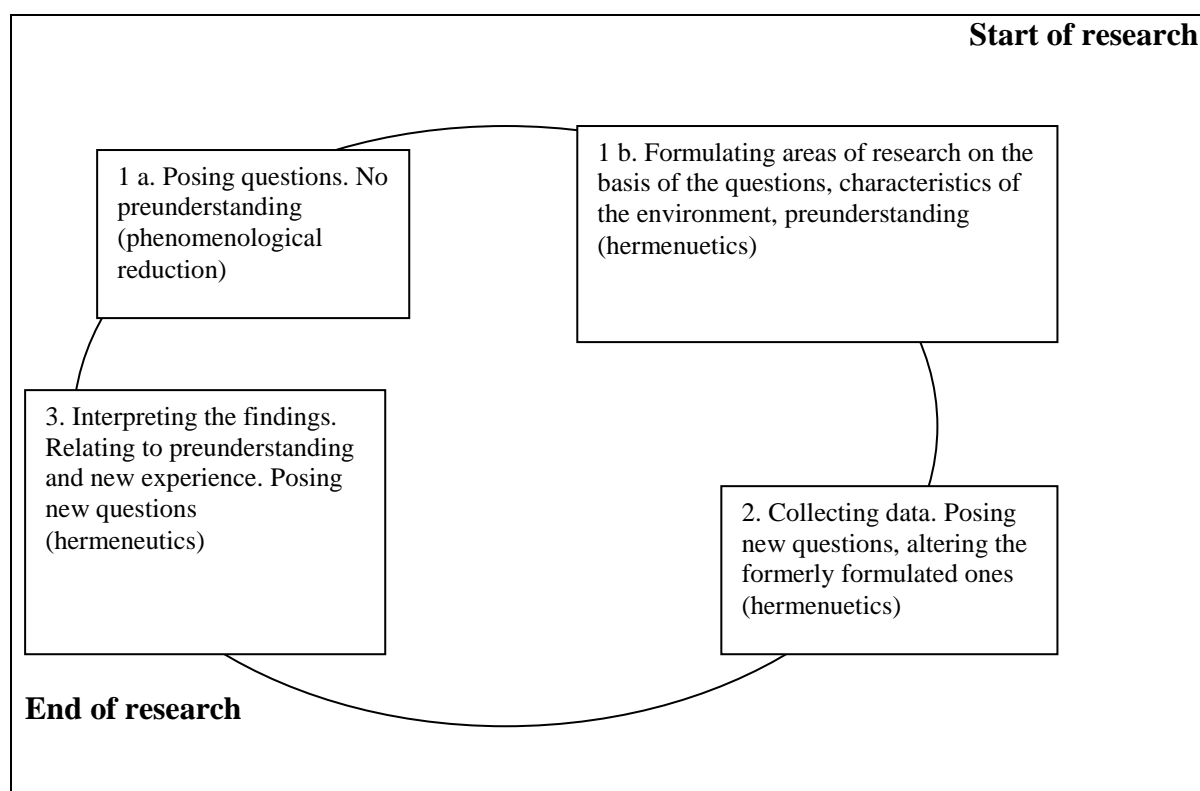 Start of research
1 a. Posing questions. No
preunderstanding
(phenomenological
reduction)
1 b. Formulating areas of research on the
basis of the questions, characteristics of
the environment, preunderstanding
(hermenuetics)
2. Collecting data. Posing
new questions, altering the
formerly formulated ones
(hermenuetics)
3. Interpreting the findings.
Relating to preunderstanding
and new experience. Posing
new questions
(hermeneutics)
End of research